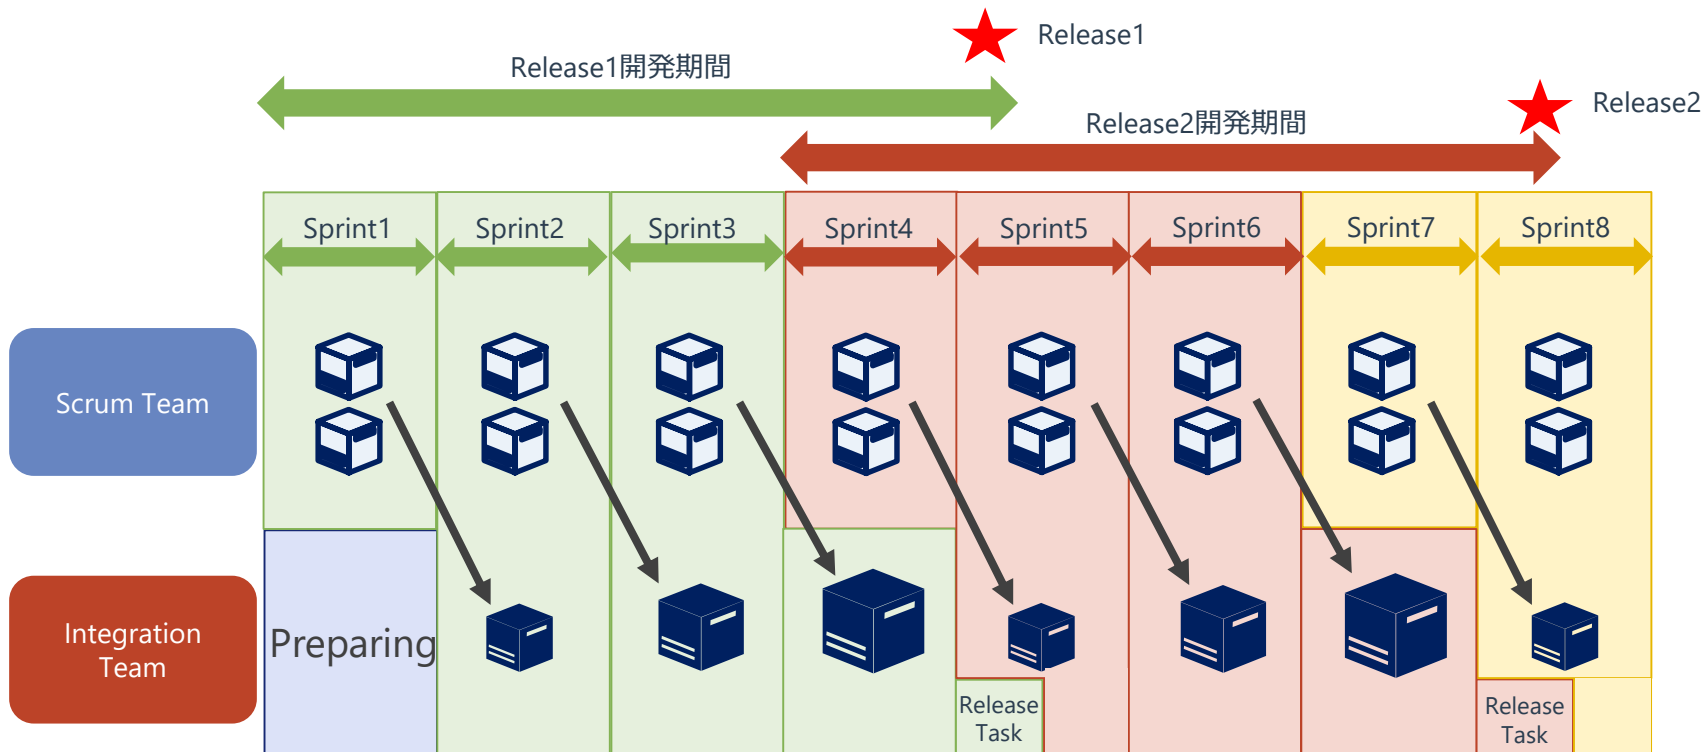 Release1
Release1開発期間
Release2
Release2開発期間
Sprint1
Sprint2
Sprint3
Sprint4
Sprint5
Sprint6
Sprint7
Sprint8
Scrum Team
Integration
Team
Preparing
Release
Task
Release
Task